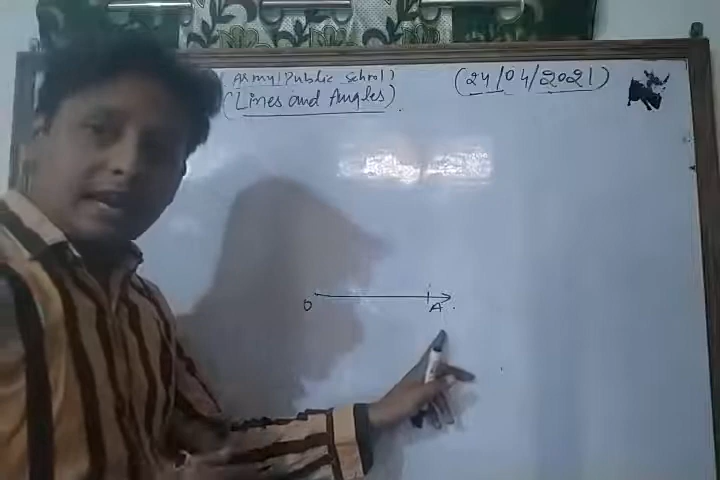 (Army Public School)
(24/04/2021)
(Lines and Angles).
O
A